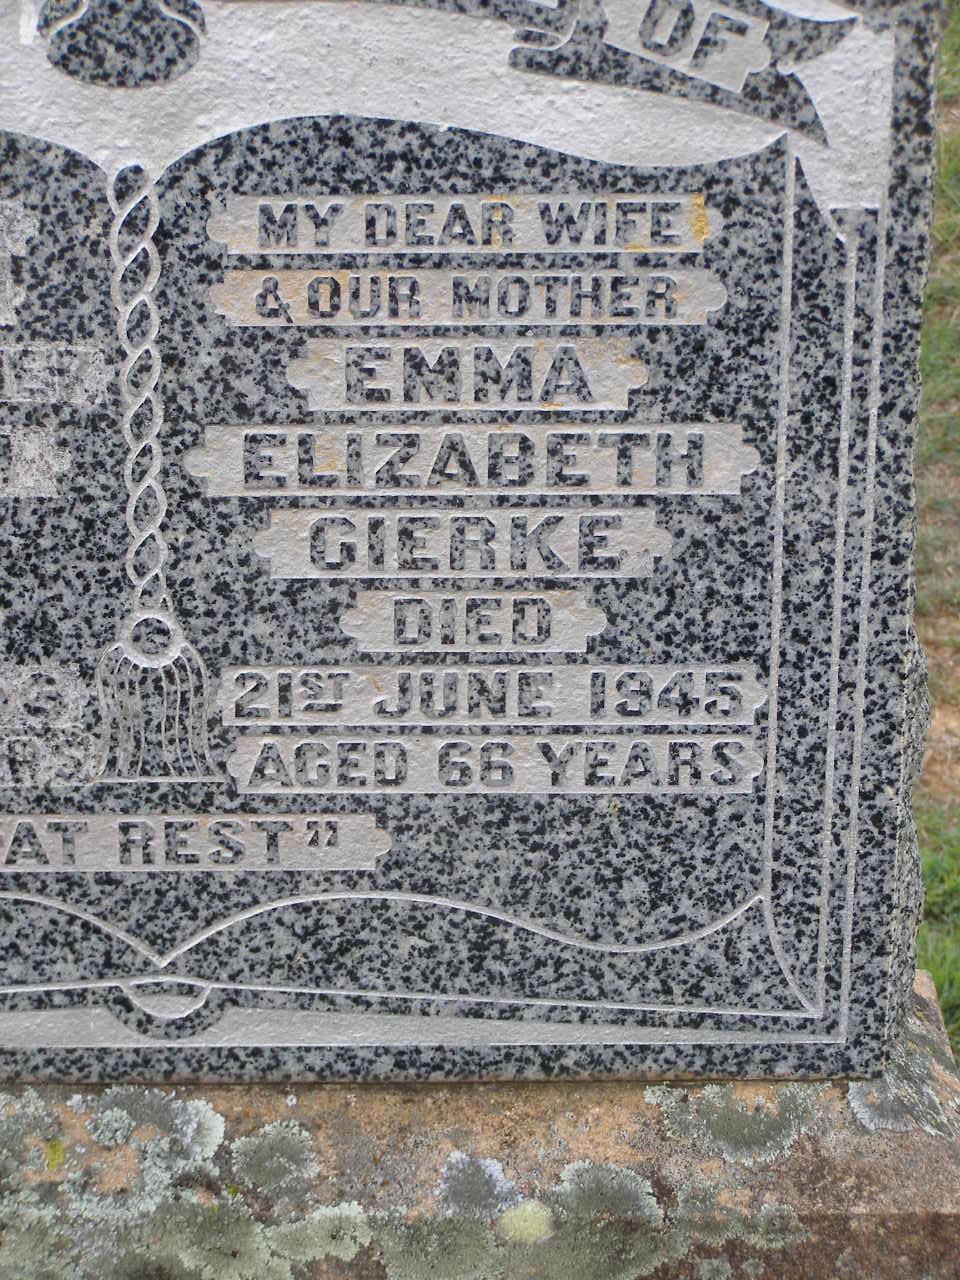 OF
MY DEAR WIFE
& OUR MOTHER
EMMA
ELIZABETH
GIERKE
DIED
21ST JUNE 1945
AGED 66 YEARS
AT REST"